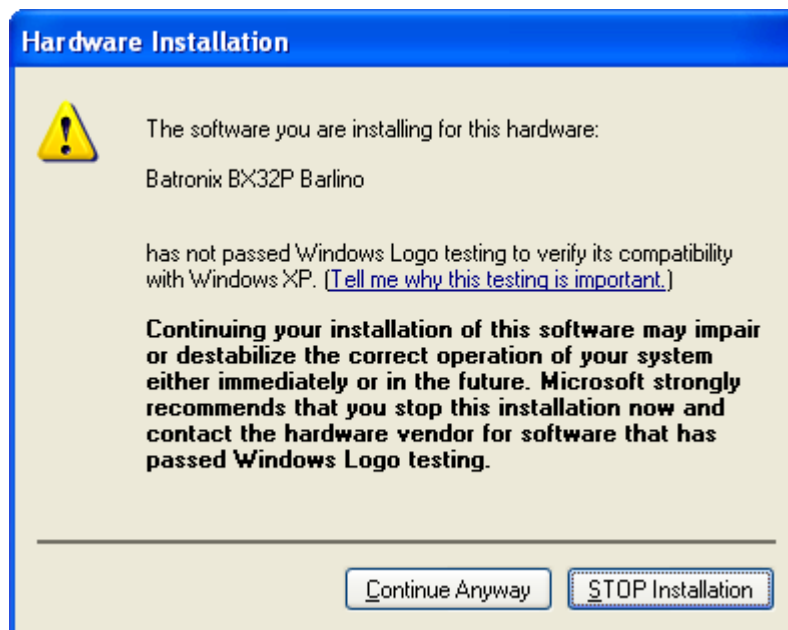 Hardware Installation
The software you are installing for this hardware:
Batronix BX32P Barlino
has not passed Windows Logo testing to verify its compatibility
with Windows XP. (Tell me why this testing is important.)
Continuing your installation of this software may impair
or destabilize the correct operation of your system
either immediately or in the future. Microsoft strongly
recommends that you stop this installation now and
contact the hardware vendor for software that has
passed Windows Logo testing.
Continue Anyway
STOP Installation